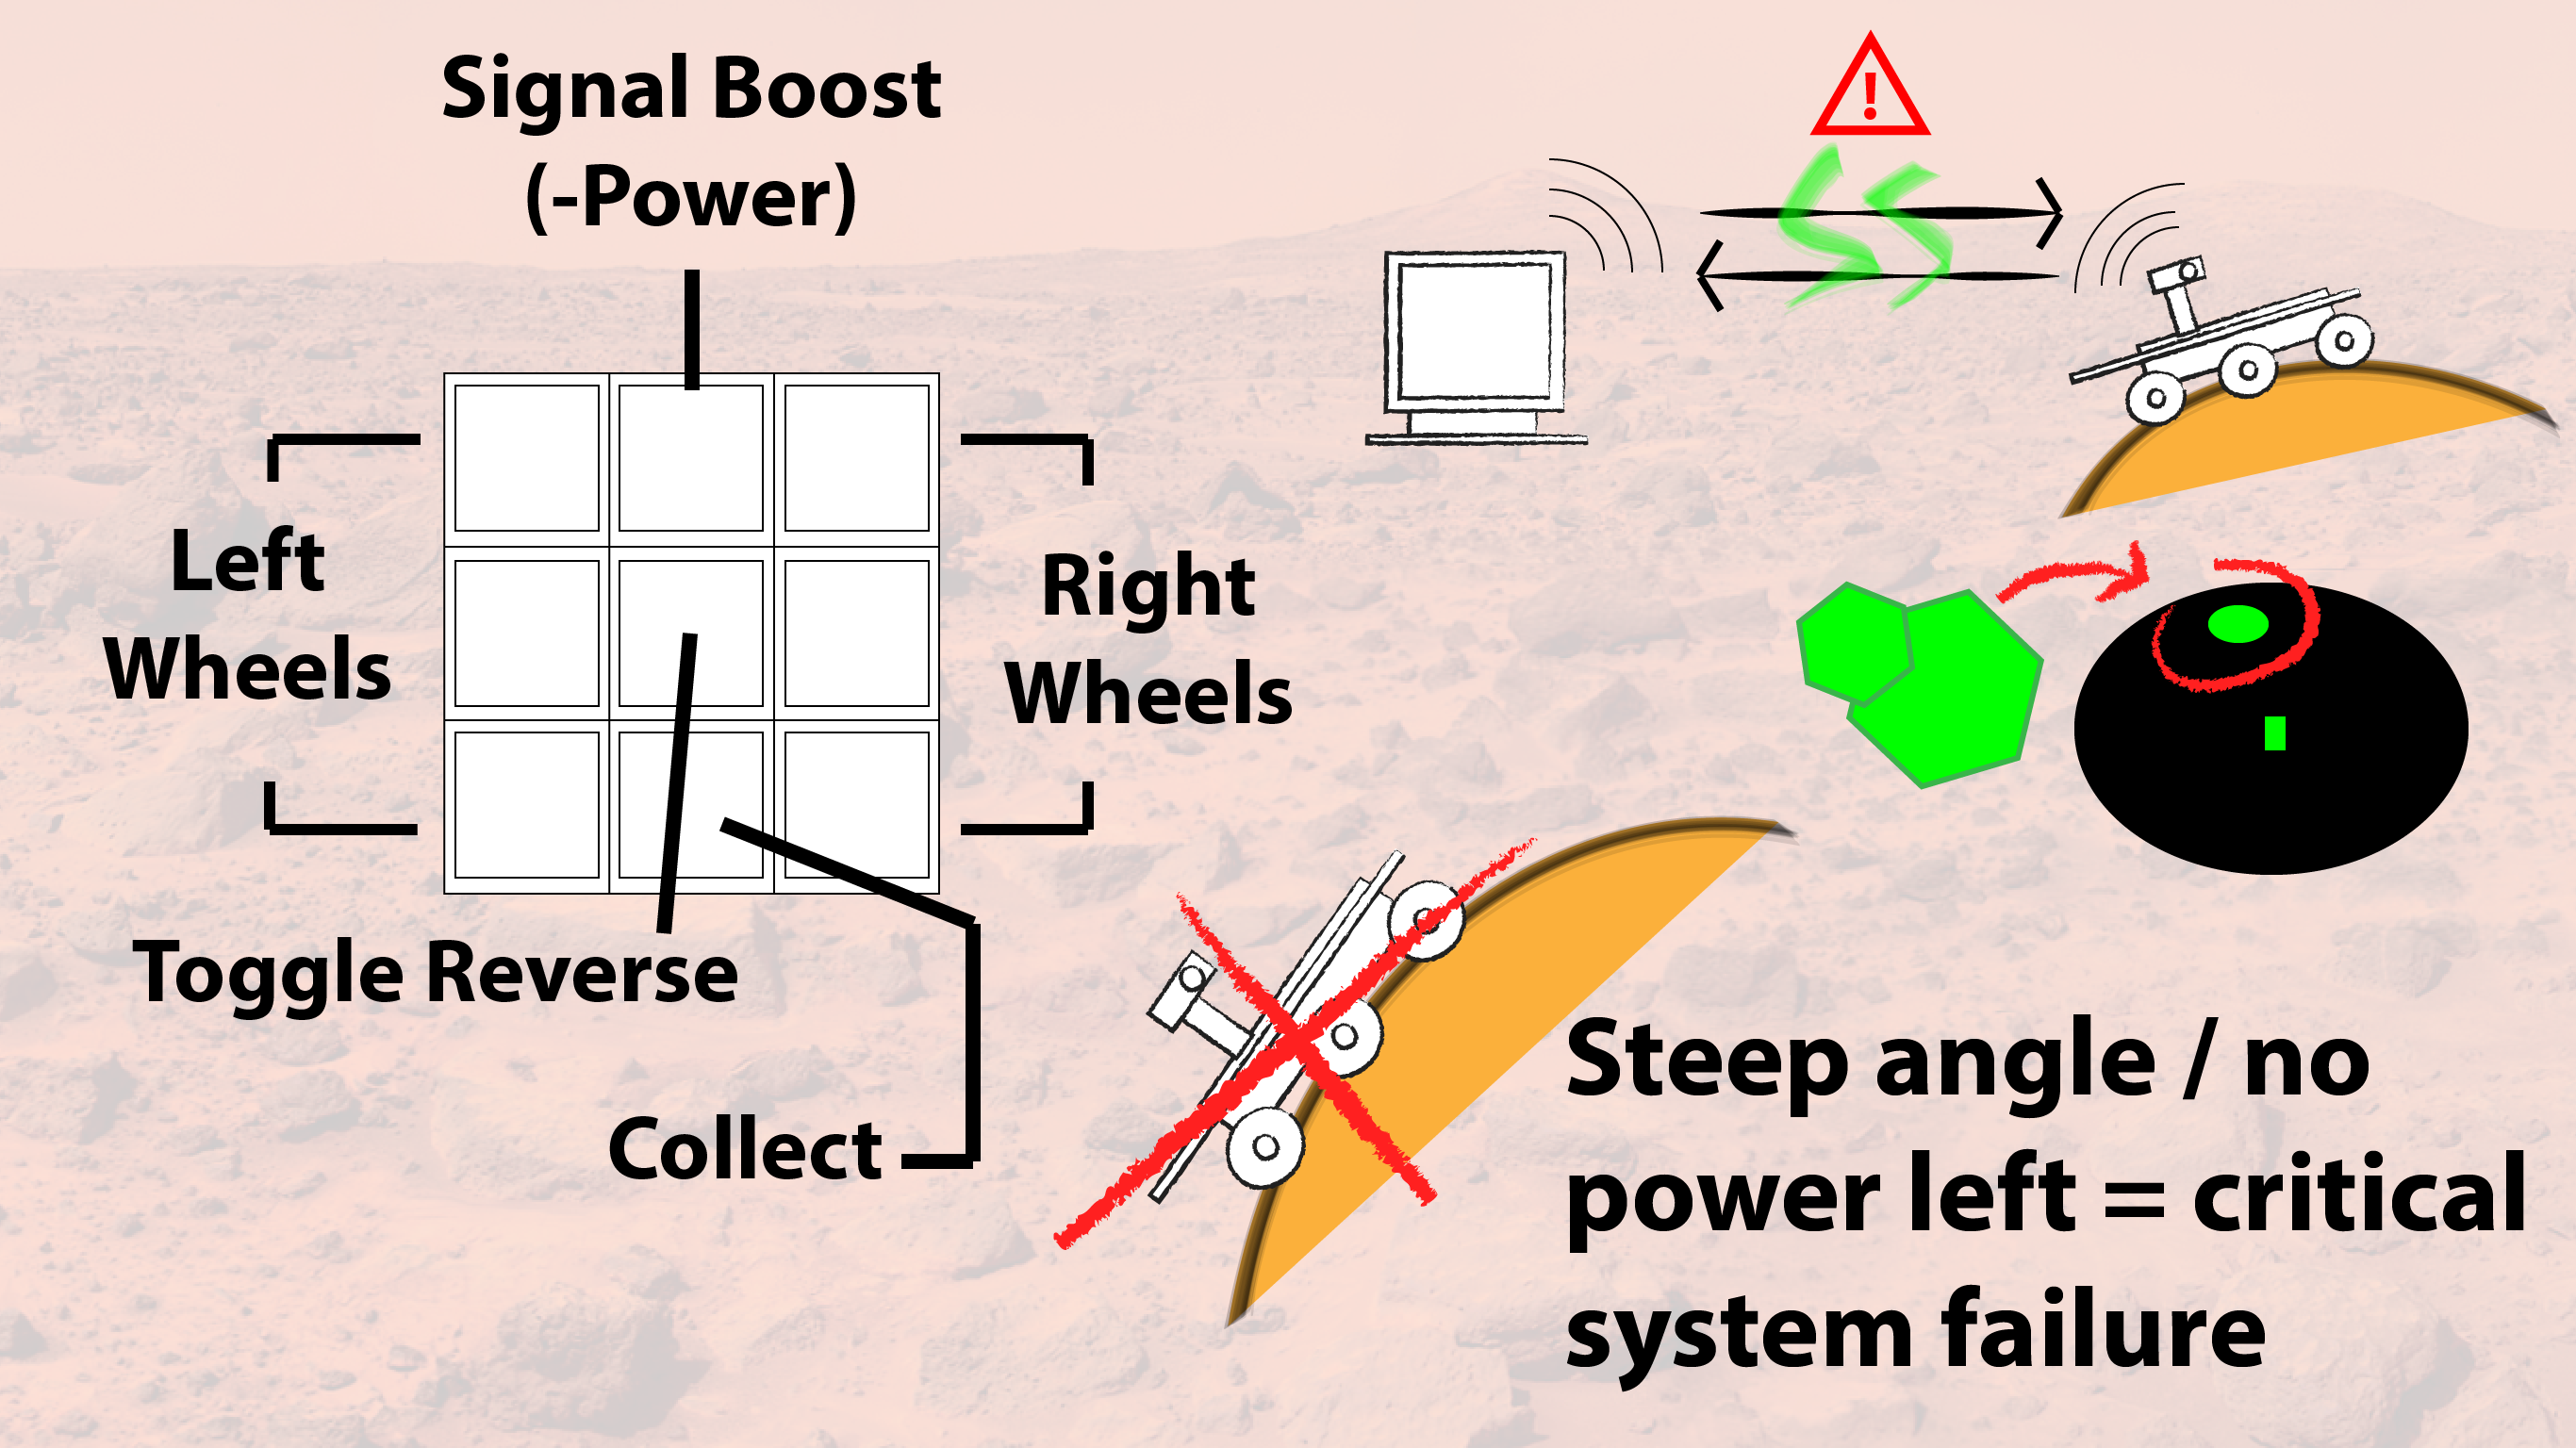 Signal Boost
(-Power)
!
Left
Wheels
Right
Wheels
Toggle Reverse
Collect
Steep angle / no
power left = critical
system failure